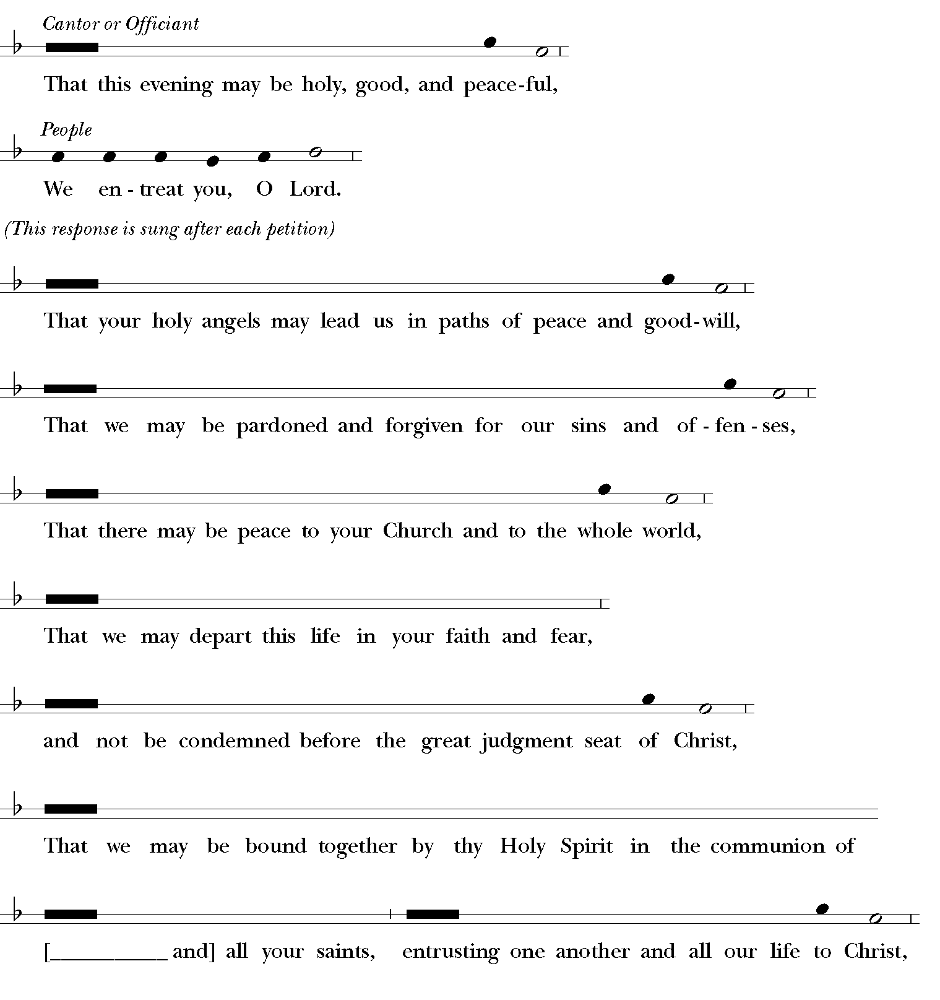 Cantor or Officiant
That this evening may be holy, good, and peace-ful,
People
We en - treat you, O Lord.
(This response is sung after each petition)
That your holy angels may lead us in paths of peace and good-will,
That we may be pardoned and forgiven for our sins and of - fen - ses,
That there may be peace to your Church and to the whole world,
That we may depart this life in your faith and fear,
and not be condemned before the great judgment seat of Christ,
That we may be bound together by thy Holy Spirit in the communion of
[___________ and] all your saints, entrusting one another and all our life to Christ,